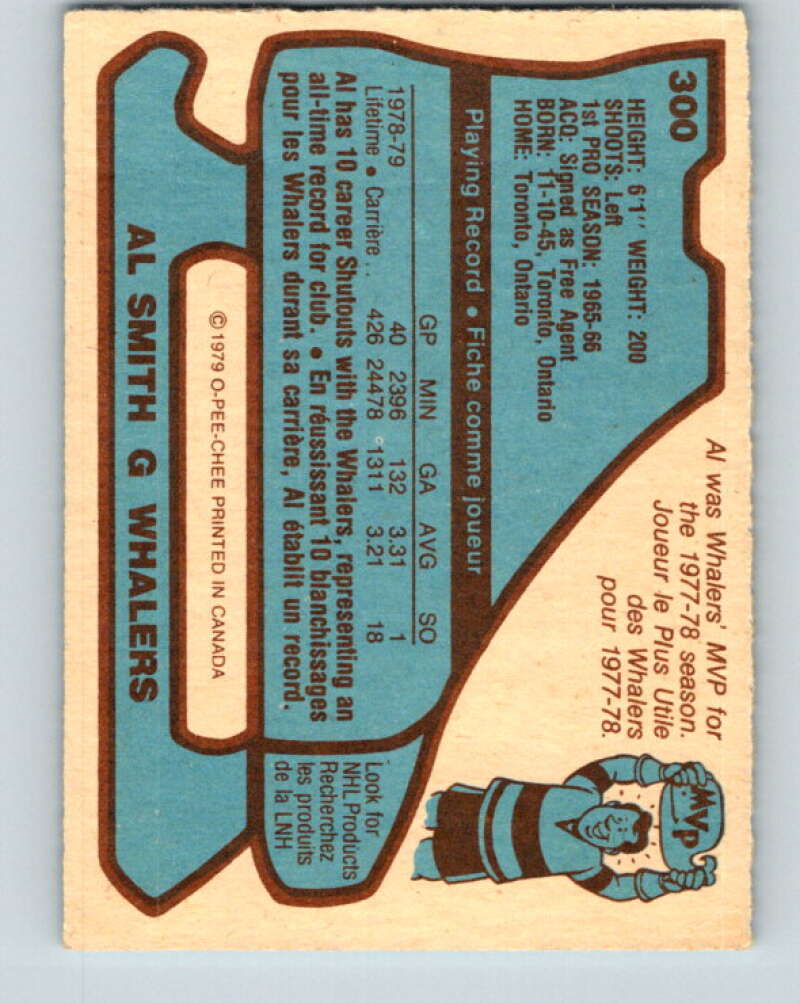 300
HEIGHT: 6'1" WEIGHT: 200
SHOOTS: Left
1st PRO SEASON: 1965-66
ACQ: Signed as Free Agent
BORN: 11-10-45, Toronto, Ontario
HOME: Toronto, Ontario
Al was Whalers' MVP for
the 1977-78 season.
Joueur le Plus Utile
des Whalers
pour 1977-78.
MVP
Playing Record • Fiche comme joueur
GP MIN GA AVG SO
1978-79 40 2396 132 3.31 1
Lifetime • Carrière .. 426 24478 1311 3.21 18
Al has 10 career Shutouts with the Whalers, representing an
all-time record for club. • En réussissant 10 blanchissages
pour les Whalers durant sa carrière, Al établit un record.
Look for
NHL Products
Recherchez
les produits
de la LNH
©1979 O-PEE-CHEE PRINTED IN CANADA
AL SMITH G WHALERS